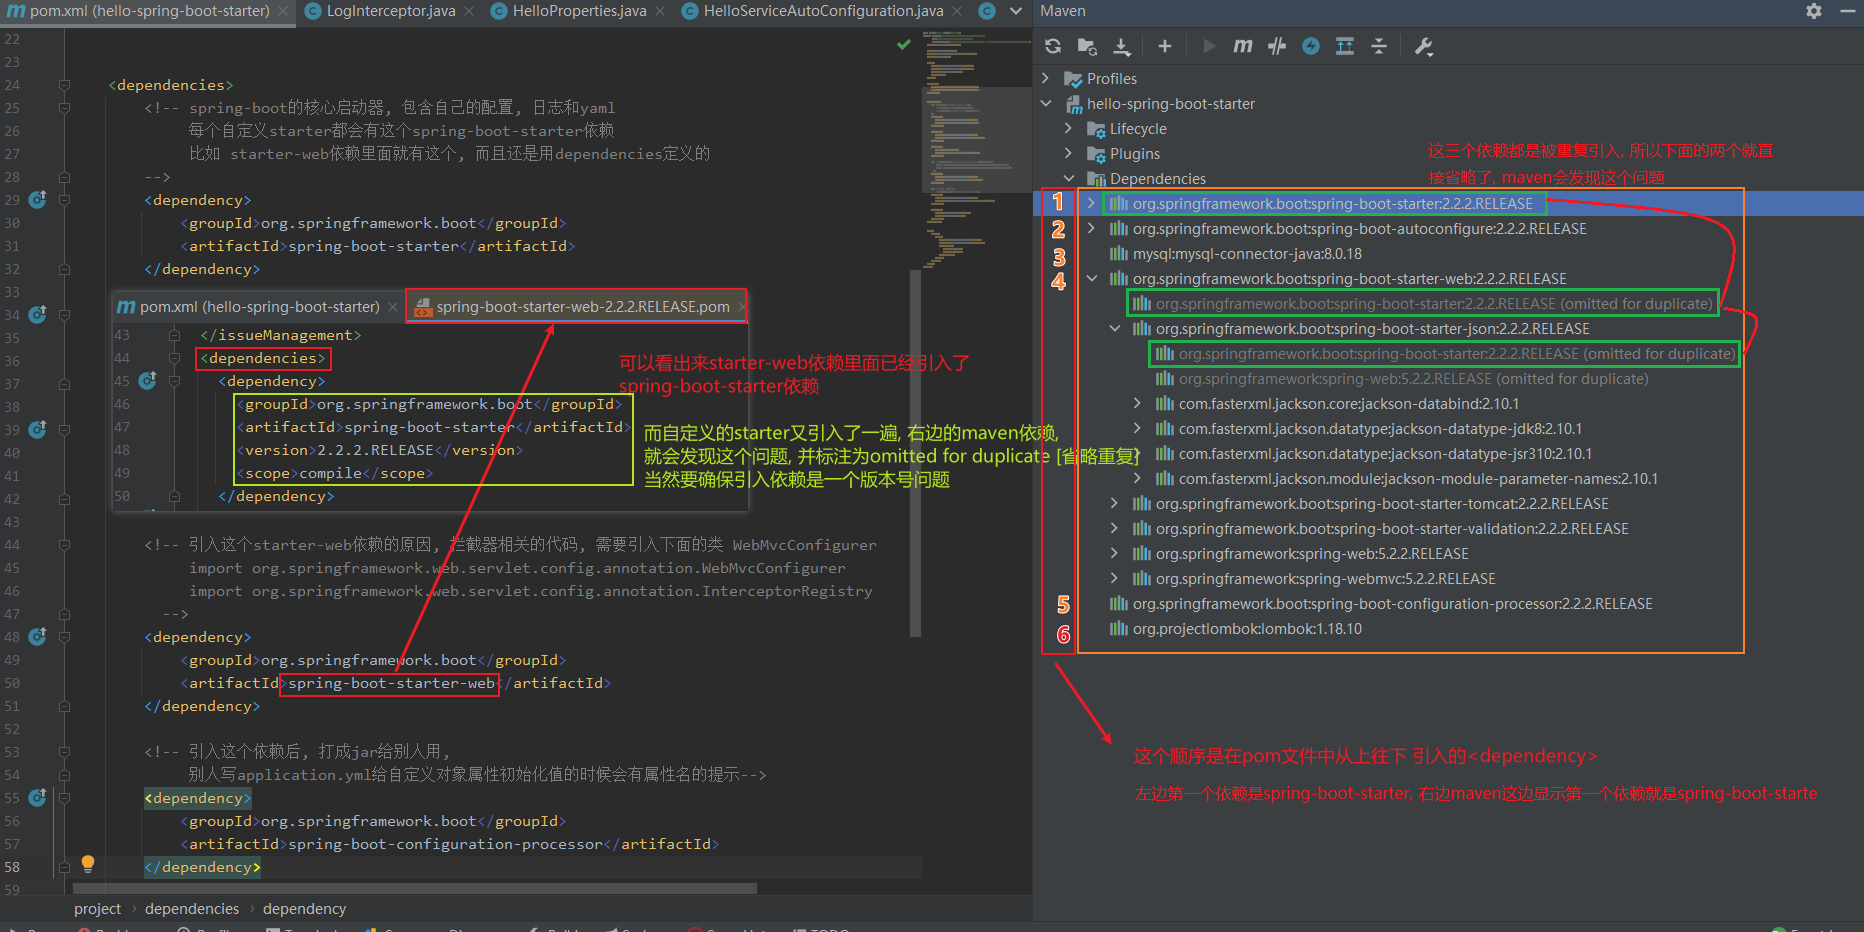 pom.xml (hello-spring-boot-starter)
LogInterceptor.java
HelloProperties.java
HelloServiceAutoConfiguration.java
Maven
22
23
24 <dependencies>
25 <!-- spring-boot的核心启动器, 包含自己的配置, 日志和yaml
26 每个自定义starter都会有这个spring-boot-starter依赖
27 比如 starter-web依赖里面就有这个, 而且还是用dependencies定义的
28 -->
29 <dependency>
30 <groupId>org.springframework.boot</groupId>
31 <artifactId>spring-boot-starter</artifactId>
32 </dependency>
33
34
35
36
37
38
39
40
41
42
43
pom.xml (hello-spring-boot-starter)
spring-boot-starter-web-2.2.2.RELEASE.pom
43 </issueManagement>
44 <dependencies>
45 <dependency>
46 <groupId>org.springframework.boot</groupId>
47 <artifactId>spring-boot-starter</artifactId>
48 <version>2.2.2.RELEASE</version>
49 <scope>compile</scope>
50 </dependency>
可以看出来starter-web依赖里面已经引入了
spring-boot-starter依赖
而自定义的starter又引入了一遍, 右边的maven依赖,
就会发现这个问题, 并标注为omitted for duplicate [省略重复]
当然要确保引入依赖是一个版本号问题
44 <!-- 引入这个starter-web依赖的原因, 拦截器相关的代码, 需要引入下面的类 WebMvcConfigurer
45 import org.springframework.web.servlet.config.annotation.WebMvcConfigurer
46 import org.springframework.web.servlet.config.annotation.InterceptorRegistry
47 -->
48 <dependency>
49 <groupId>org.springframework.boot</groupId>
50 <artifactId>spring-boot-starter-web</artifactId>
51 </dependency>
52
53 <!-- 引入这个依赖后, 打成jar给别人用,
54 别人写application.yml给自定义对象属性初始化值的时候会有属性名的提示-->
55 <dependency>
56 <groupId>org.springframework.boot</groupId>
57 <artifactId>spring-boot-configuration-processor</artifactId>
58 </dependency>
59
project › dependencies › dependency
Profiles
hello-spring-boot-starter
Lifecycle
Plugins
Dependencies
这三个依赖都是被重复引入, 所以下面的两个就直
接省略了, maven会发现这个问题
1 org.springframework.boot:spring-boot-starter:2.2.2.RELEASE
2 org.springframework.boot:spring-boot-autoconfigure:2.2.2.RELEASE
3 mysql:mysql-connector-java:8.0.18
4 org.springframework.boot:spring-boot-starter-web:2.2.2.RELEASE
org.springframework.boot:spring-boot-starter:2.2.2.RELEASE (omitted for duplicate)
org.springframework.boot:spring-boot-starter-json:2.2.2.RELEASE
org.springframework.boot:spring-boot-starter:2.2.2.RELEASE (omitted for duplicate)
org.springframework:spring-web:5.2.2.RELEASE (omitted for duplicate)
com.fasterxml.jackson.core:jackson-databind:2.10.1
com.fasterxml.jackson.datatype:jackson-datatype-jdk8:2.10.1
com.fasterxml.jackson.datatype:jackson-datatype-jsr310:2.10.1
com.fasterxml.jackson.module:jackson-module-parameter-names:2.10.1
org.springframework.boot:spring-boot-starter-tomcat:2.2.2.RELEASE
org.springframework.boot:spring-boot-starter-validation:2.2.2.RELEASE
org.springframework:spring-web:5.2.2.RELEASE
org.springframework:spring-webmvc:5.2.2.RELEASE
5 org.springframework.boot:spring-boot-configuration-processor:2.2.2.RELEASE
6 org.projectlombok:lombok:1.18.10
这个顺序是在pom文件中从上往下 引入的<dependency>
左边第一个依赖是spring-boot-starter, 右边maven这边显示第一个依赖就是spring-boot-starte